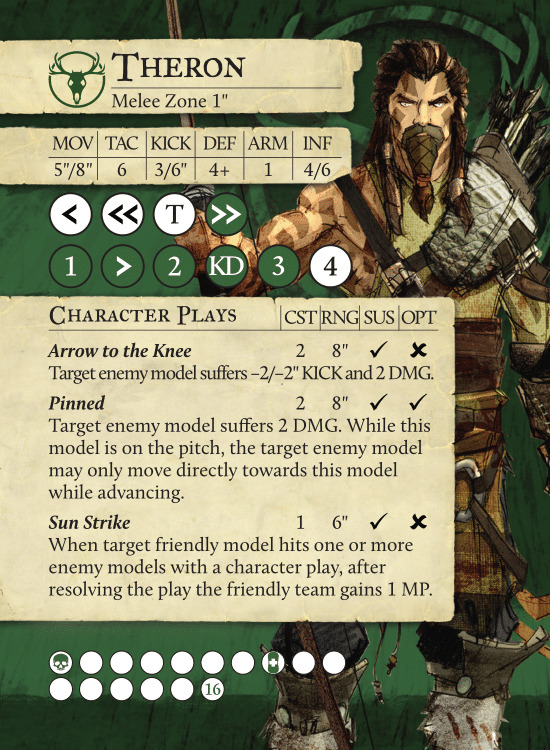 THERON
Melee Zone 1"
MOV TAC KICK DEF ARM INF
5"/8" 6 3/6" 4+ 1 4/6
< << T >>
1 > 2 KD 3 4
CHARACTER PLAYS CST RNG SUS OPT
Arrow to the Knee 2 8" ✓ ✘
Target enemy model suffers –2/–2" KICK and 2 DMG.
Pinned 2 8" ✓ ✓
Target enemy model suffers 2 DMG. While this
model is on the pitch, the target enemy model
may only move directly towards this model
while advancing.
Sun Strike 1 6" ✓ ✘
When target friendly model hits one or more
enemy models with a character play, after
resolving the play the friendly team gains 1 MP.
16